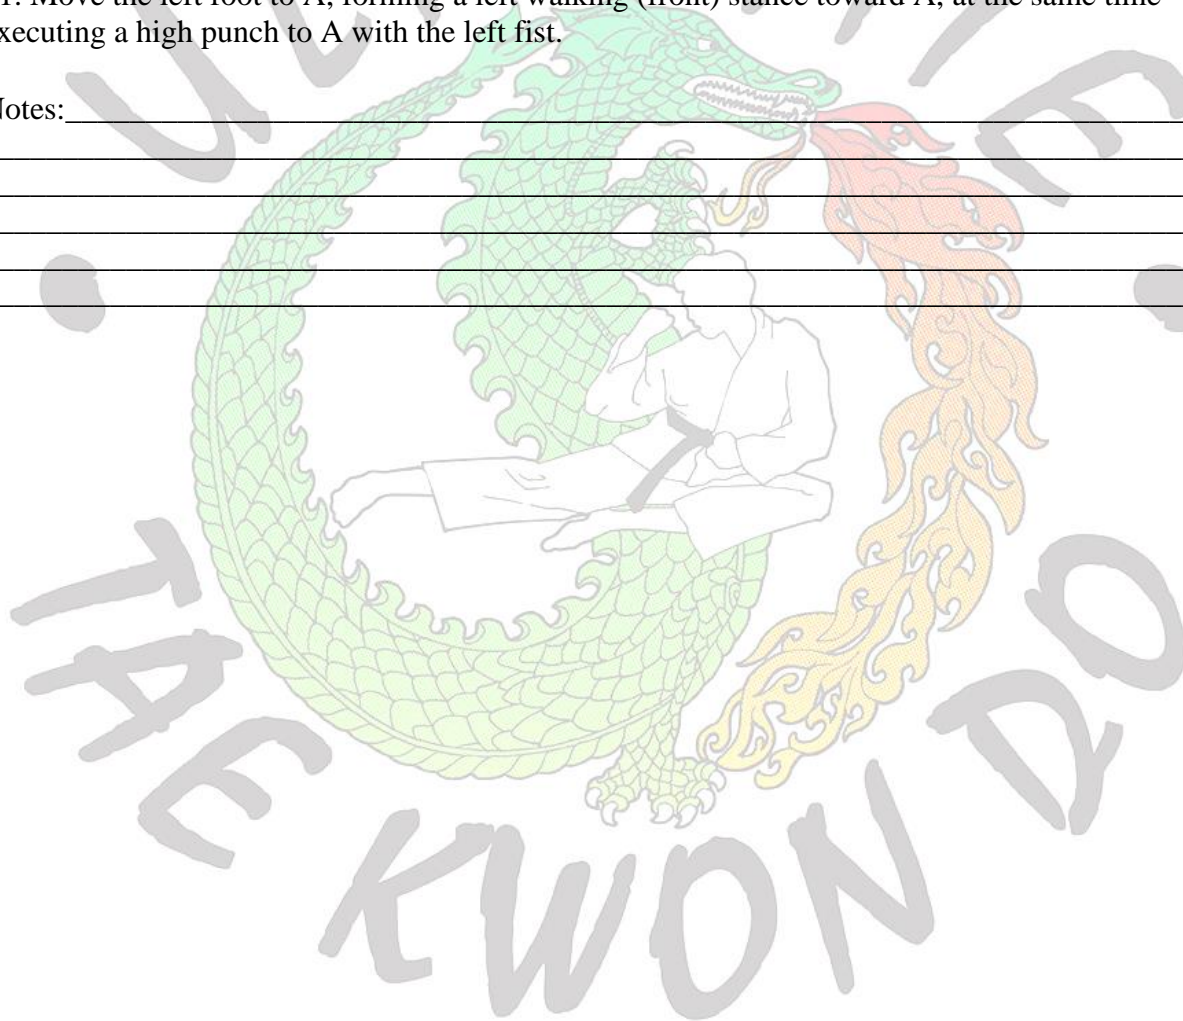 1. Move the left foot to A, forming a left walking (front) stance toward A, at the same time
xecuting a high punch to A with the left fist.
Notes:
TAE KWON DO